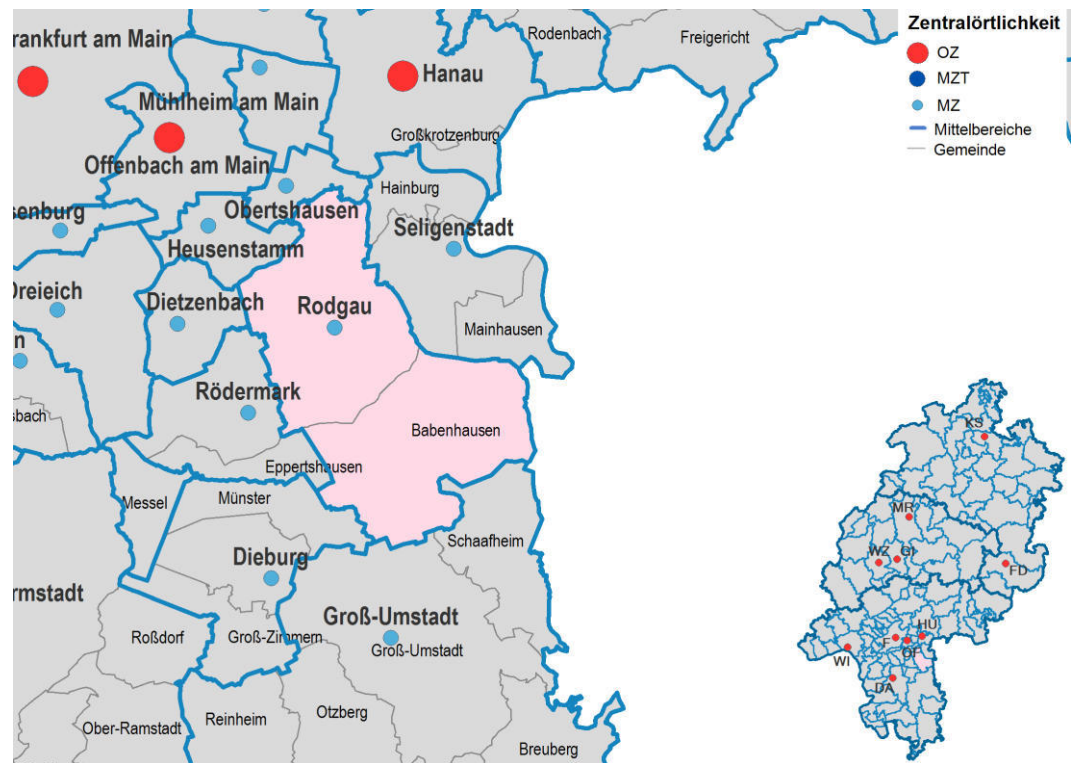 rankfurt am Main
Hanau
Rodenbach
Freigericht
Mühlheim am Main
Großkrotzenburg
Offenbach am Main
Hainburg
senburg
Obertshausen
Seligenstadt
Heusenstamm
Dreieich
Dietzenbach
Rodgau
Mainhausen
n
Rödermark
sbach
Babenhausen
Eppertshausen
Messel
Münster
Schaafheim
Dieburg
rmstadt
Groß-Umstadt
Roßdorf
Groß-Zimmern
Groß-Umstadt
Ober-Ramstadt
Reinheim
Otzberg
Breuberg
Zentralörtlichkeit
OZ
MZT
MZ
Mittelbereiche
Gemeinde
KS
MR
WZ
GI
FD
HU
F
OF
WI
DA